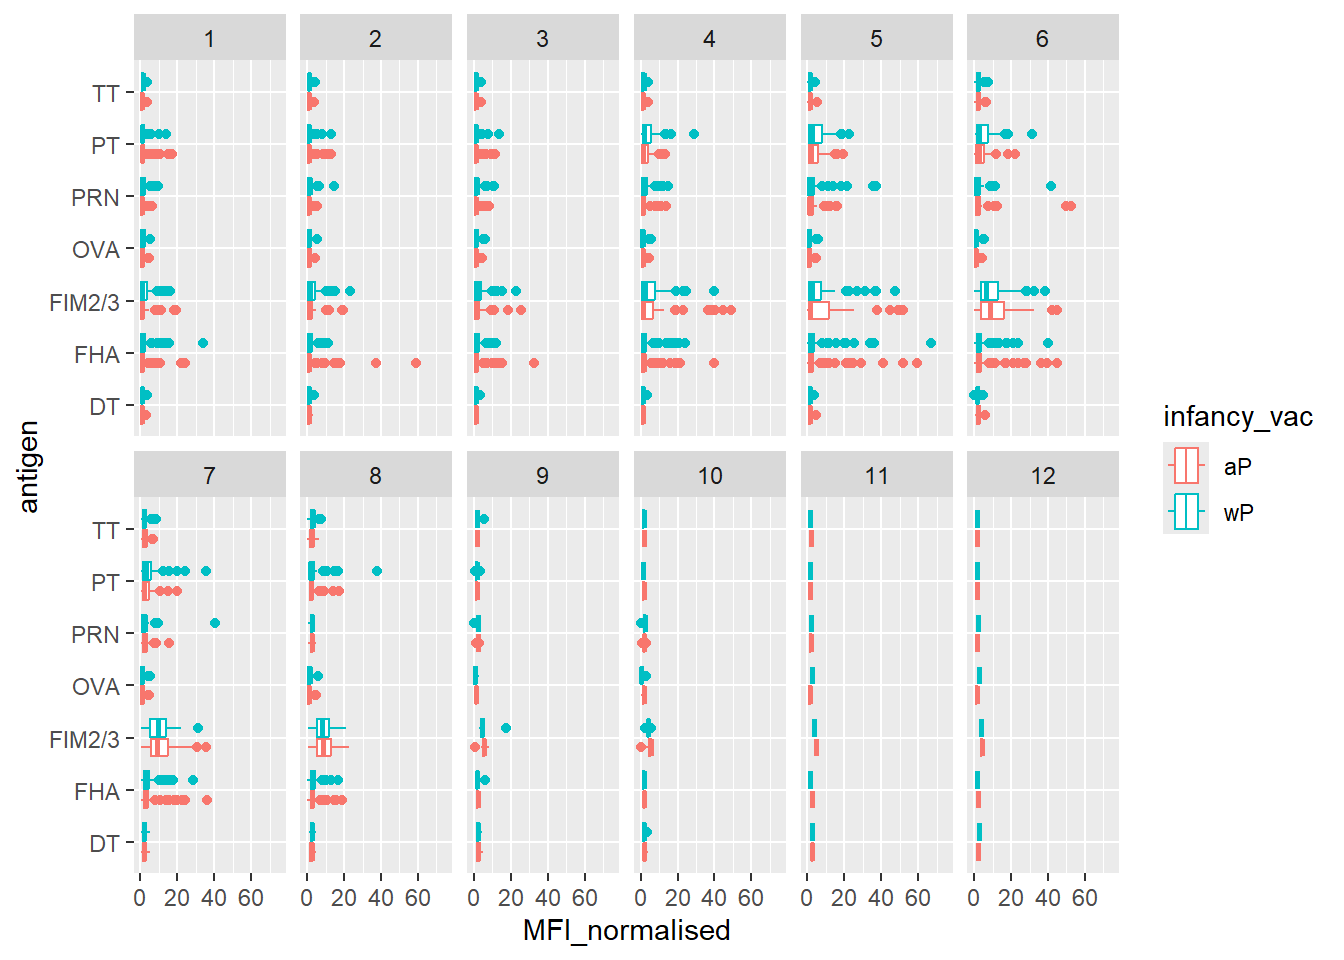 1 2 3 4 5 6
TT
PT
PRN
OVA
FIM2/3
FHA
DT
7 8 9 10 11 12
TT
PT
PRN
OVA
FIM2/3
FHA
DT
0 20 40 60 0 20 40 60 0 20 40 60 0 20 40 60 0 20 40 60 0 20 40 60
MFI_normalised
antigen
infancy_vac
aP
wP